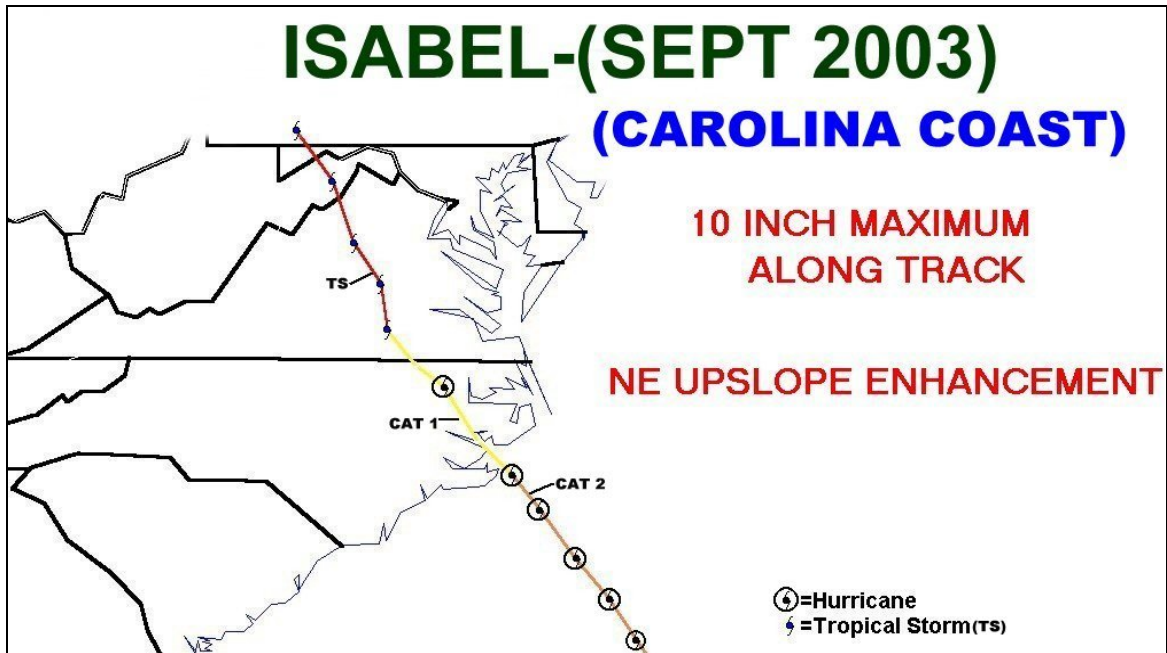 ISABEL-(SEPT 2003)
(CAROLINA COAST)
10 INCH MAXIMUM
ALONG TRACK
TS
NE UPSLOPE ENHANCEMENT
CAT 1
CAT 2
=Hurricane
=Tropical Storm(TS)